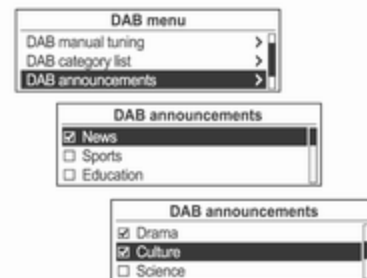 DAB menu
DAB manual tuning
DAB category list
DAB announcements
DAB announcements
News
Sports
Education
DAB announcements
Drama
Culture
Science